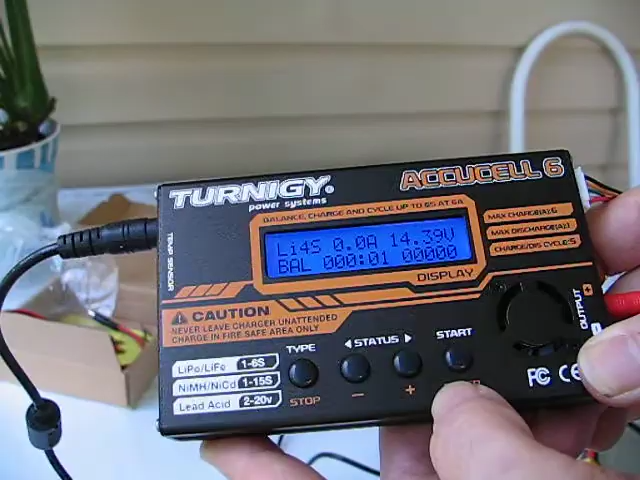 TURNIGY®
power systems
ACCUCELL 6
BALANCE, CHARGE AND CYCLE UP TO 6S AT 6A
Li4S 0.0A 14.39V
BAL 000:01 00000
DISPLAY
MAX CHARGE(A):6
MAX DISCHARGE(A):1
CHARGE/DIS CYCLE:5
TEMP SENSOR
CAUTION
NEVER LEAVE CHARGER UNATTENDED
CHARGE IN FIRE SAFE AREA ONLY
LiPo/LiFe 1-6S
NiMH/NiCd 1-15S
Lead Acid 2-20v
TYPE
STOP
◀STATUS▶
− +
START
OUTPUT
+
FC CE